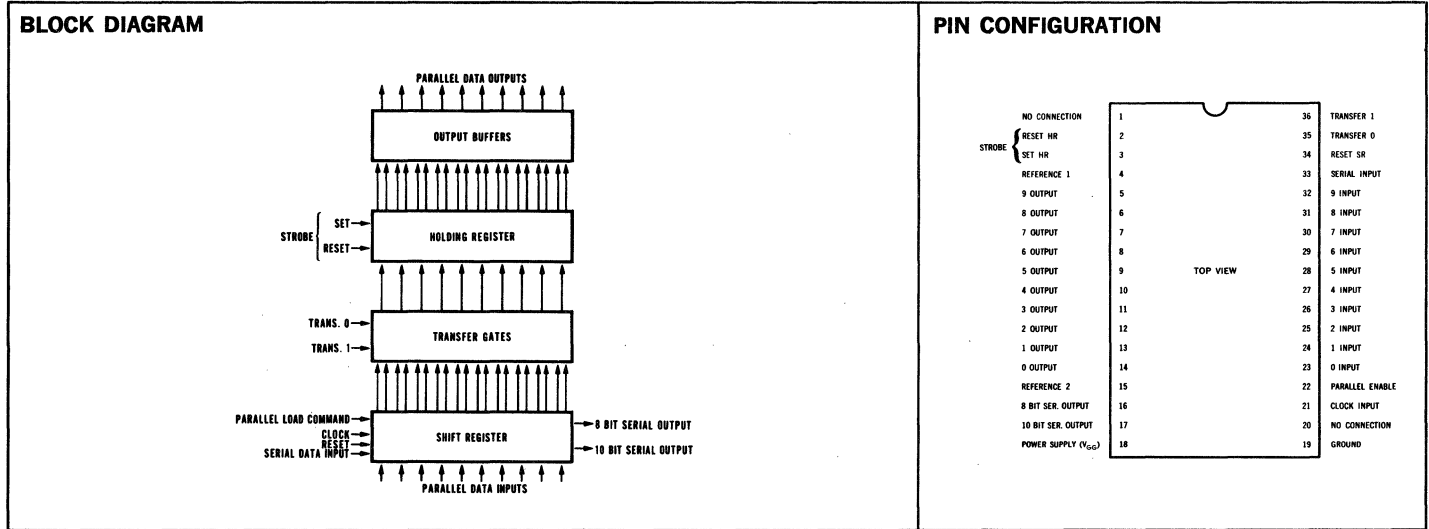 BLOCK DIAGRAM
PARALLEL DATA OUTPUTS
OUTPUT BUFFERS
STROBE
SET
RESET
HOLDING REGISTER
TRANS. 0
TRANS. 1
TRANSFER GATES
PARALLEL LOAD COMMAND
CLOCK
RESET
SERIAL DATA INPUT
SHIFT REGISTER
8 BIT SERIAL OUTPUT
10 BIT SERIAL OUTPUT
PARALLEL DATA INPUTS
PIN CONFIGURATION
NO CONNECTION 1 36 TRANSFER 1
STROBE
RESET HR 2 35 TRANSFER 0
SET HR 3 34 RESET SR
REFERENCE 1 4 33 SERIAL INPUT
9 OUTPUT 5 32 9 INPUT
8 OUTPUT 6 31 8 INPUT
7 OUTPUT 7 30 7 INPUT
6 OUTPUT 8 29 6 INPUT
5 OUTPUT 9 TOP VIEW 28 5 INPUT
4 OUTPUT 10 27 4 INPUT
3 OUTPUT 11 26 3 INPUT
2 OUTPUT 12 25 2 INPUT
1 OUTPUT 13 24 1 INPUT
0 OUTPUT 14 23 0 INPUT
REFERENCE 2 15 22 PARALLEL ENABLE
8 BIT SER. OUTPUT 16 21 CLOCK INPUT
10 BIT SER. OUTPUT 17 20 NO CONNECTION
POWER SUPPLY (VGG) 18 19 GROUND